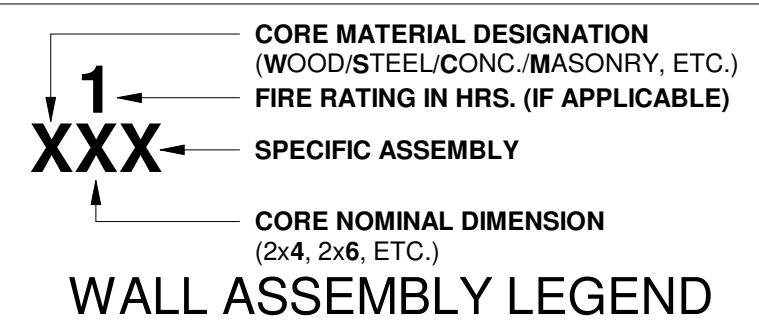 CORE MATERIAL DESIGNATION
(WOOD/STEEL/CONC./MASONRY, ETC.)
1
FIRE RATING IN HRS. (IF APPLICABLE)
XXX
SPECIFIC ASSEMBLY
CORE NOMINAL DIMENSION
(2x4, 2x6, ETC.)
WALL ASSEMBLY LEGEND